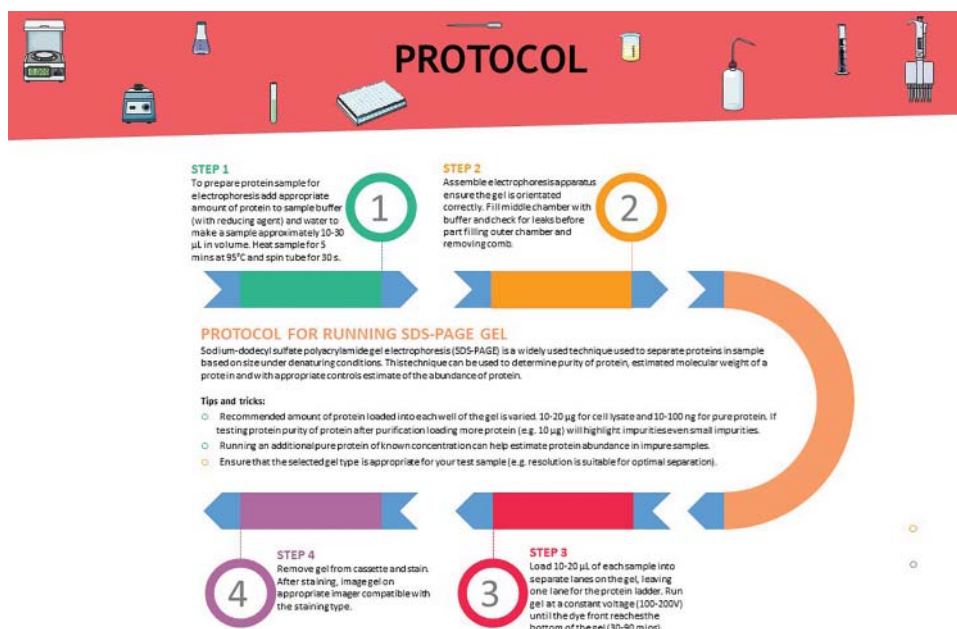 PROTOCOL
STEP 1
To prepare protein sample for
electrophoresis add appropriate
amount of protein to sample buffer
(with reducing agent) and water to
make a sample approximately 10-30
µL in volume. Heat sample for 5
mins at 95°C and spin tube for 30 s.
1
STEP 2
Assemble electrophoresis apparatus
ensure the gel is orientated
correctly. Fill middle chamber with
buffer and check for leaks before
part filling outer chamber and
removing comb.
2
PROTOCOL FOR RUNNING SDS-PAGE GEL
Sodium-dodecyl sulfate polyacrylamide gel electrophoresis (SDS-PAGE) is a widely used technique used to separate proteins in sample
based on size under denaturing conditions. This technique can be used to determine purity of protein, estimated molecular weight of a
protein and with appropriate controls estimate of the abundance of protein.
Tips and tricks:
Recommended amount of protein loaded into each well of the gel is varied. 10-20 µg for cell lysate and 10-100 ng for pure protein. If
testing protein purity of protein after purification loading more protein (e.g. 10 µg) will highlight impurities even small impurities.
Running an additional pure protein of known concentration can help estimate protein abundance in impure samples.
Ensure that the selected gel type is appropriate for your test sample (e.g. resolution is suitable for optimal separation).
4
STEP 4
Remove gel from cassette and stain.
After staining, image gel on
appropriate imager compatible with
the staining type.
3
STEP 3
Load 10-20 µL of each sample into
separate lanes on the gel, leaving
one lane for the protein ladder. Run
gel at a constant voltage (100-200V)
until the dye front reaches the
bottom of the gel (30-90 mins)